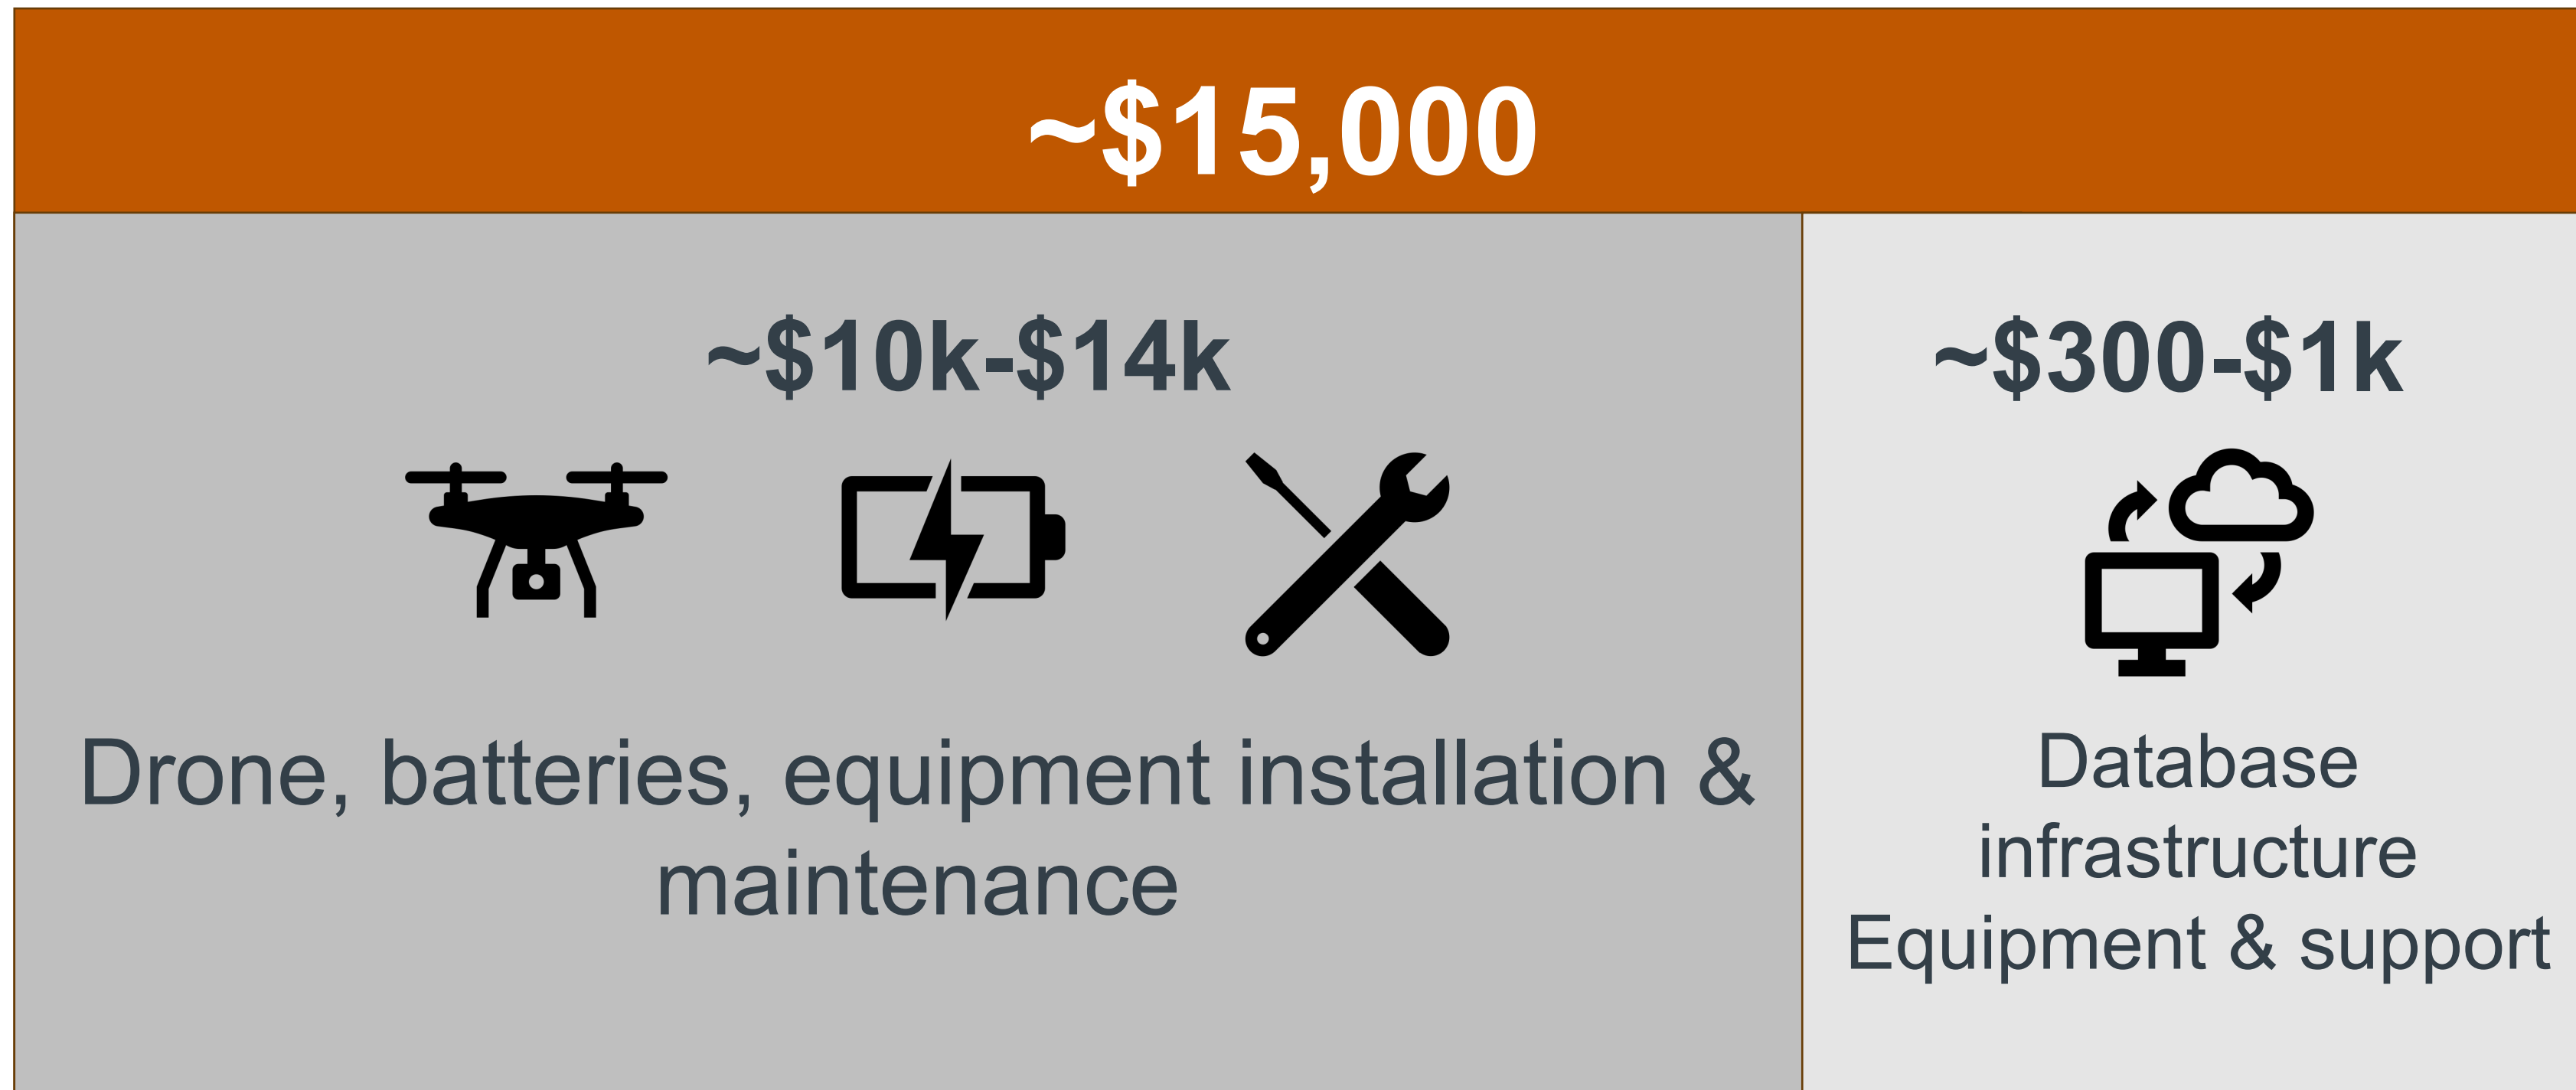 ~$15,000
~$10k-$14k
Drone, batteries, equipment installation &
maintenance
~$300-$1k
Database
infrastructure
Equipment & support